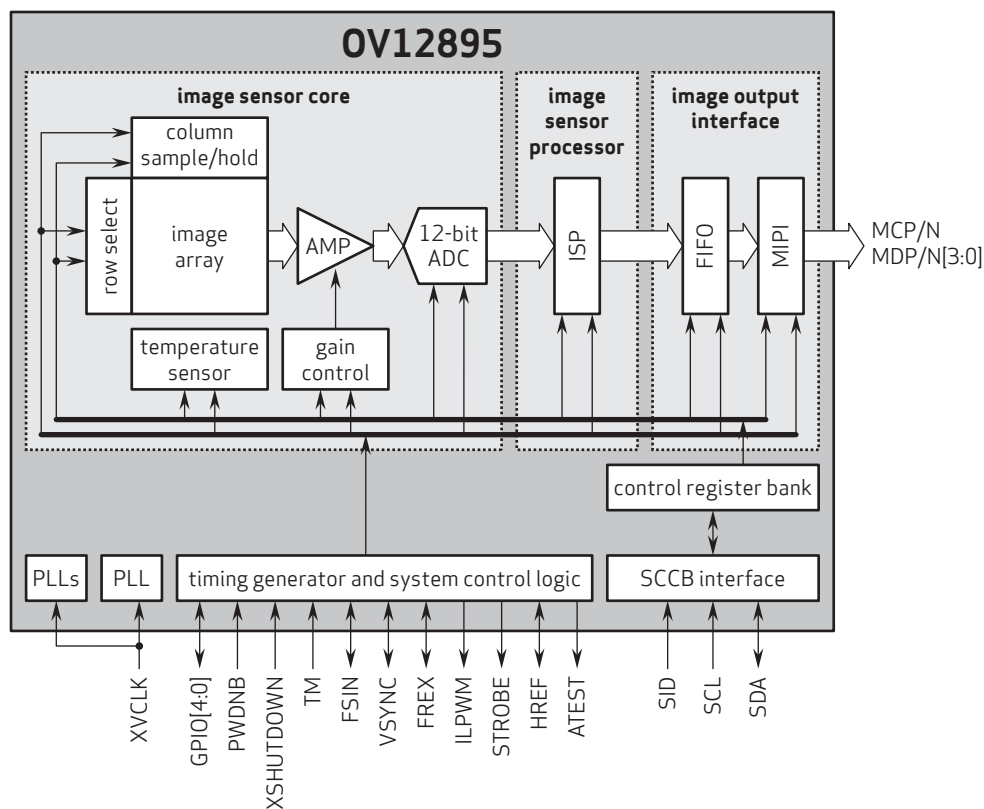 OV12895
image sensor core
image
sensor
processor
image output
interface
column
sample/hold
row select
image
array
AMP
12-bit
ADC
ISP
FIFO
MIPI
MCP/N
MDP/N[3:0]
temperature
sensor
gain
control
control register bank
PLLs
PLL
timing generator and system control logic
SCCB interface
XVCLK
GPIO[4:0]
PWDNB
XSHUTDOWN
TM
FSIN
VSYNC
FREX
ILPWM
STROBE
HREF
ATEST
SID
SCL
SDA